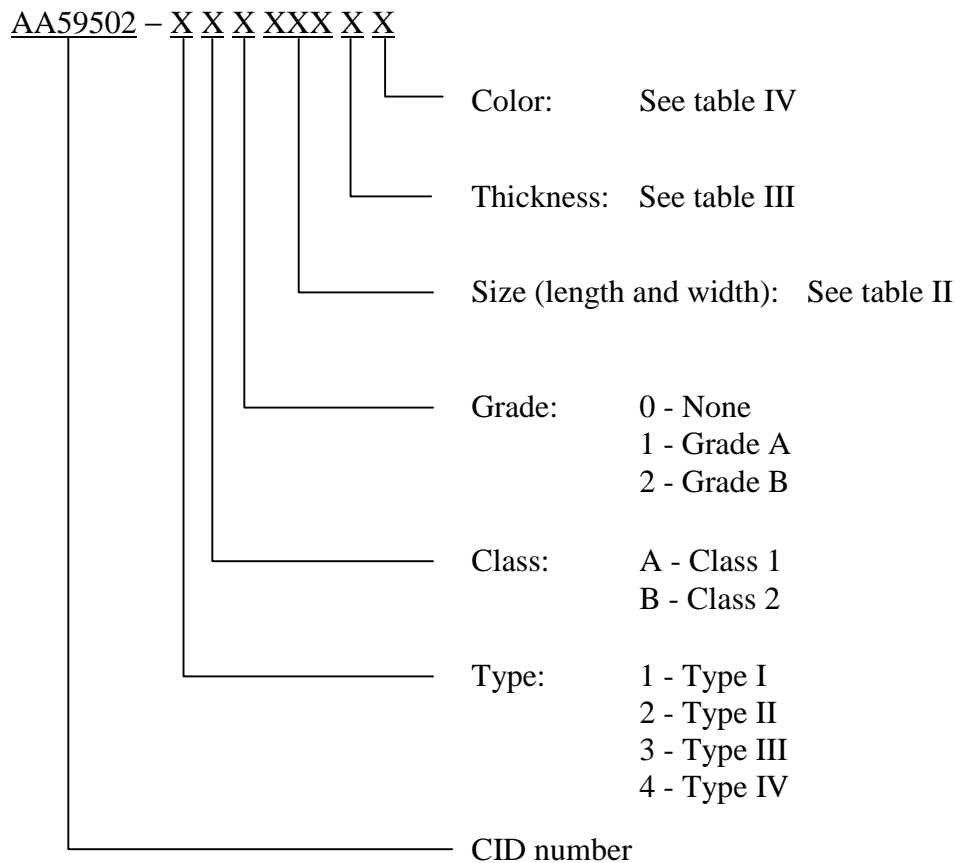 AA59502 – X X X XXX X X
Color: See table IV
Thickness: See table III
Size (length and width): See table II
Grade: 0 - None
1 - Grade A
2 - Grade B
Class: A - Class 1
B - Class 2
Type: 1 - Type I
2 - Type II
3 - Type III
4 - Type IV
CID number